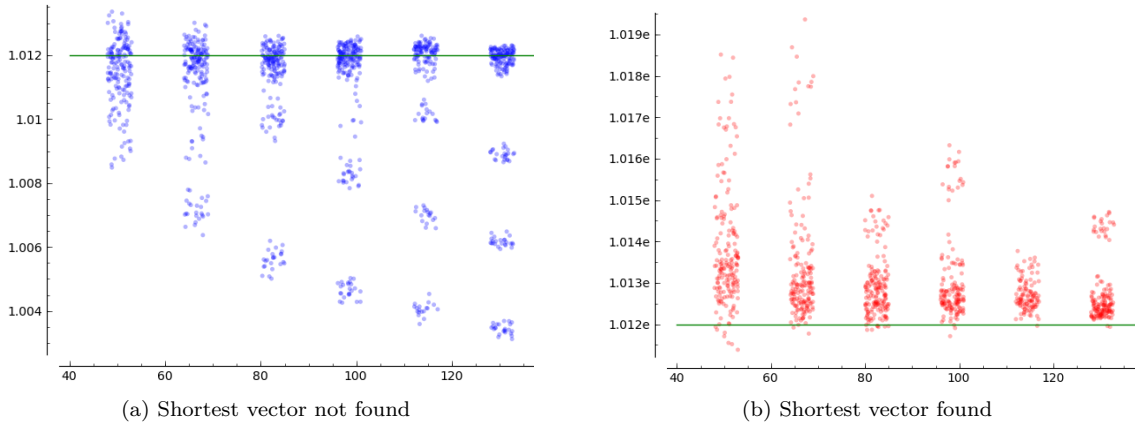 1.012
1.01
1.008
1.006
1.004
40 60 80 100 120
(a) Shortest vector not found
1.019e
1.018e
1.017e
1.016e
1.015e
1.014e
1.013e
1.012e
40 60 80 100 120
(b) Shortest vector found